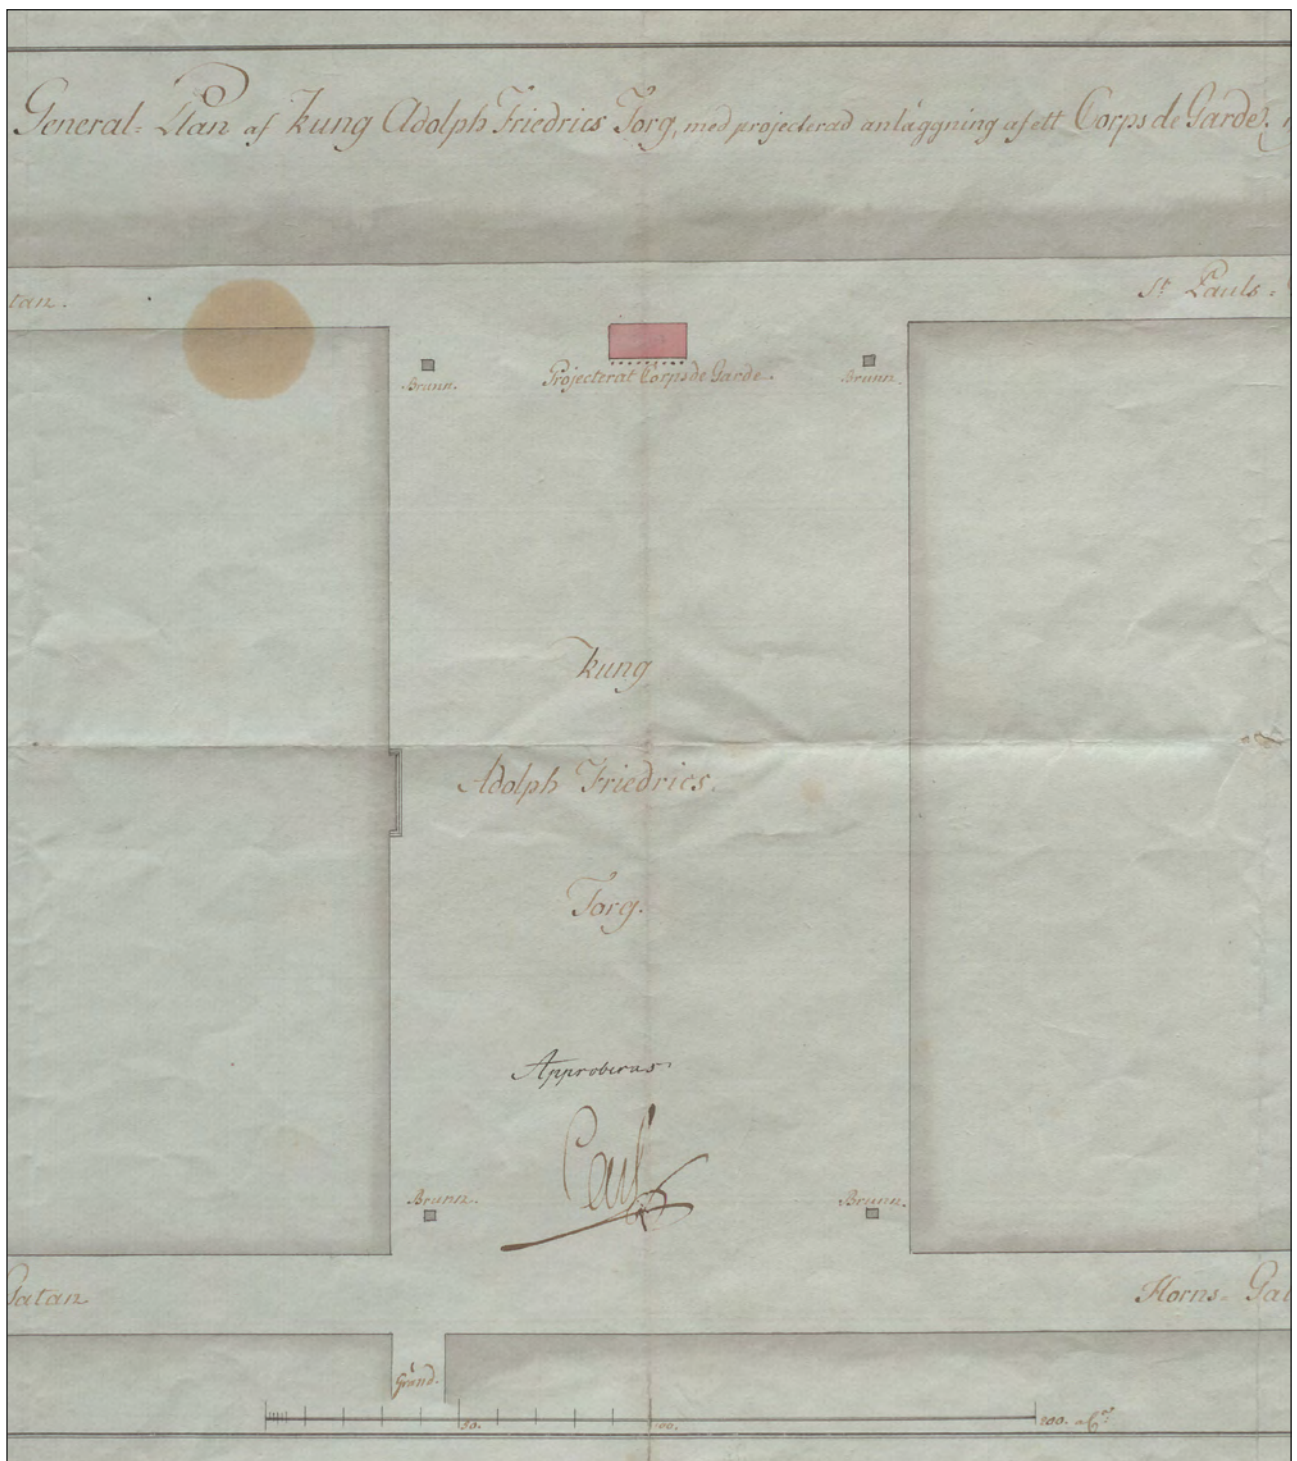 General-Plan af Kung Adolph Friedrics Torg, med projecterad anläggning af ett Corps de Garde.
tan.
St Pauls-
Brunn.
Projecterat Corps de Garde.
Brunn.
Kung
Adolph Friedrics.
Torg.
Approberas.
Carl
Brunn.
Brunn.
Gatan
Horns-Gat
Gränd.
50.
100.
200. al